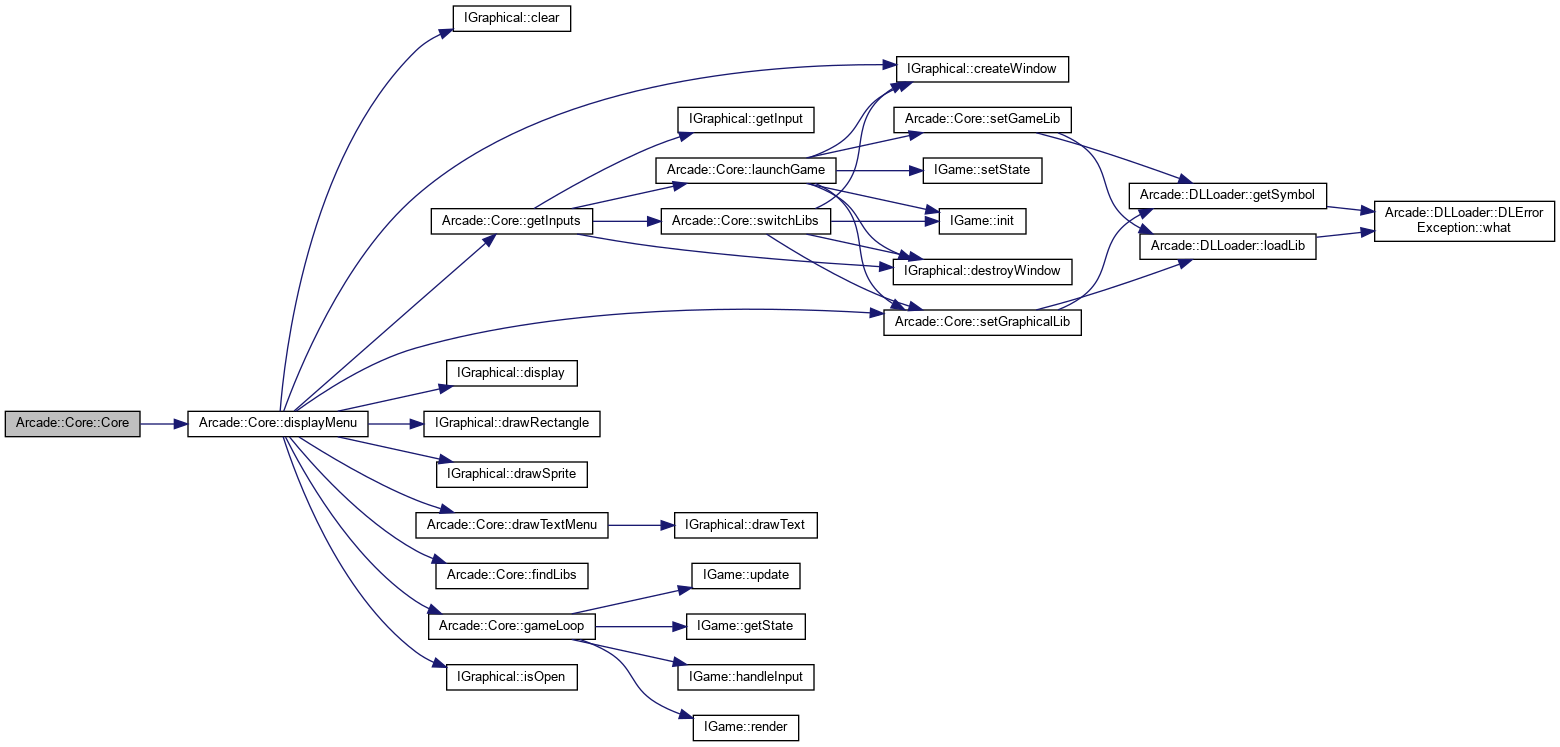 IGraphical::clear
IGraphical::createWindow
IGraphical::getInput
Arcade::Core::setGameLib
Arcade::Core::launchGame
IGame::setState
Arcade::DLLoader::getSymbol
Arcade::Core::getInputs
Arcade::Core::switchLibs
IGame::init
Arcade::DLLoader::DLError
Exception::what
Arcade::DLLoader::loadLib
IGraphical::destroyWindow
Arcade::Core::setGraphicalLib
IGraphical::display
Arcade::Core::Core
Arcade::Core::displayMenu
IGraphical::drawRectangle
IGraphical::drawSprite
Arcade::Core::drawTextMenu
IGraphical::drawText
Arcade::Core::findLibs
IGame::update
Arcade::Core::gameLoop
IGame::getState
IGraphical::isOpen
IGame::handleInput
IGame::render